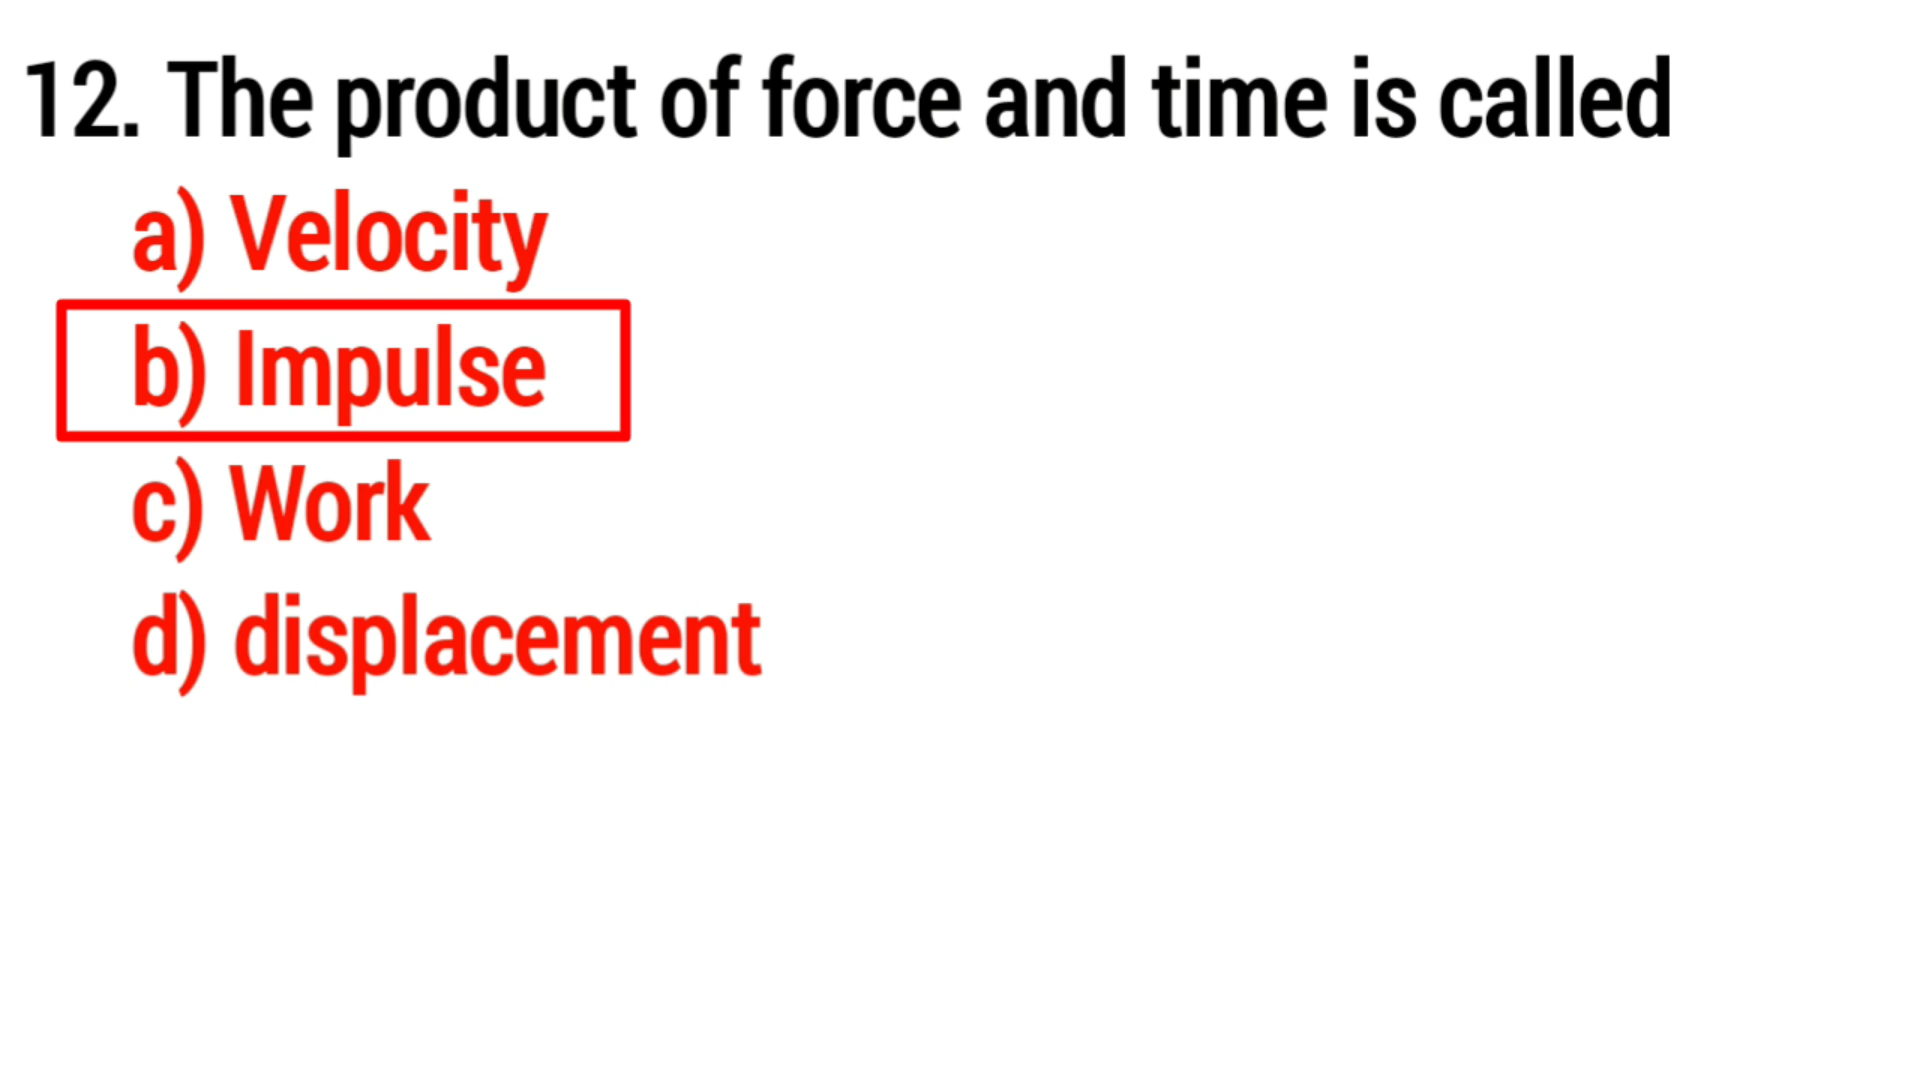 12. The product of force and time is called
a) Velocity
b) Impulse
c) Work
d) displacement